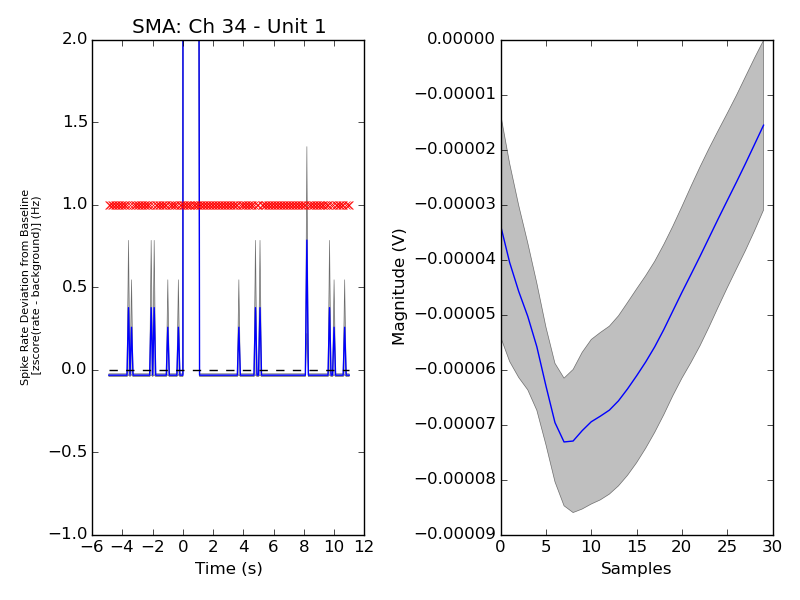 SMA: Ch 34 - Unit 1
Spike Rate Deviation from Baseline
[zscore(rate - background)] (Hz)
2.0
1.5
1.0
0.5
0.0
−0.5
−1.0
−6 −4 −2 0 2 4 6 8 10 12
Time (s)
Magnitude (V)
0.00000
−0.00001
−0.00002
−0.00003
−0.00004
−0.00005
−0.00006
−0.00007
−0.00008
−0.00009
0 5 10 15 20 25 30
Samples